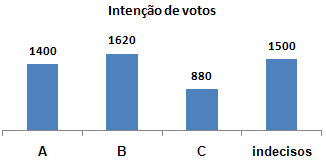 Intenção de votos
1400
1620
880
1500
A
B
C
indecisos